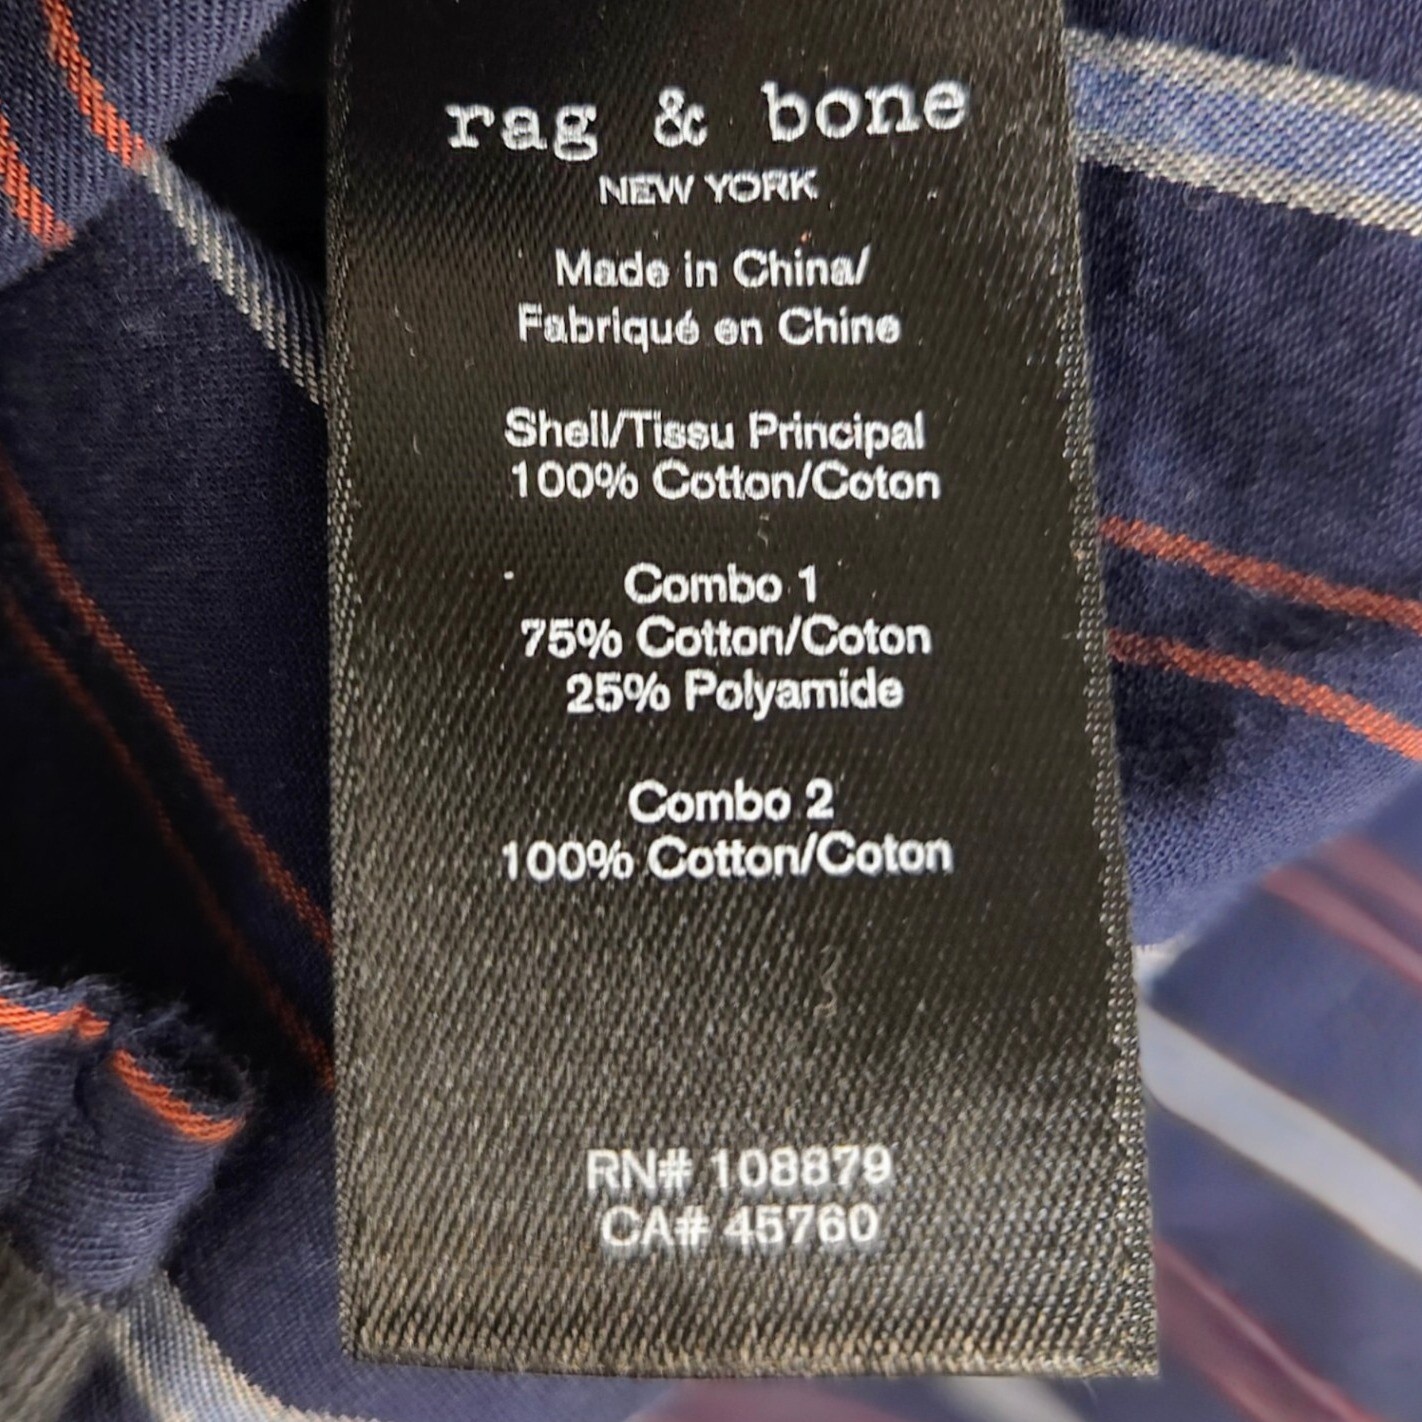 rag & bone
NEW YORK
Made in China/
Fabriqué en Chine
Shell/Tissu Principal
100% Cotton/Coton
Combo 1
75% Cotton/Coton
25% Polyamide
Combo 2
100% Cotton/Coton
RN# 108879
CA# 45760